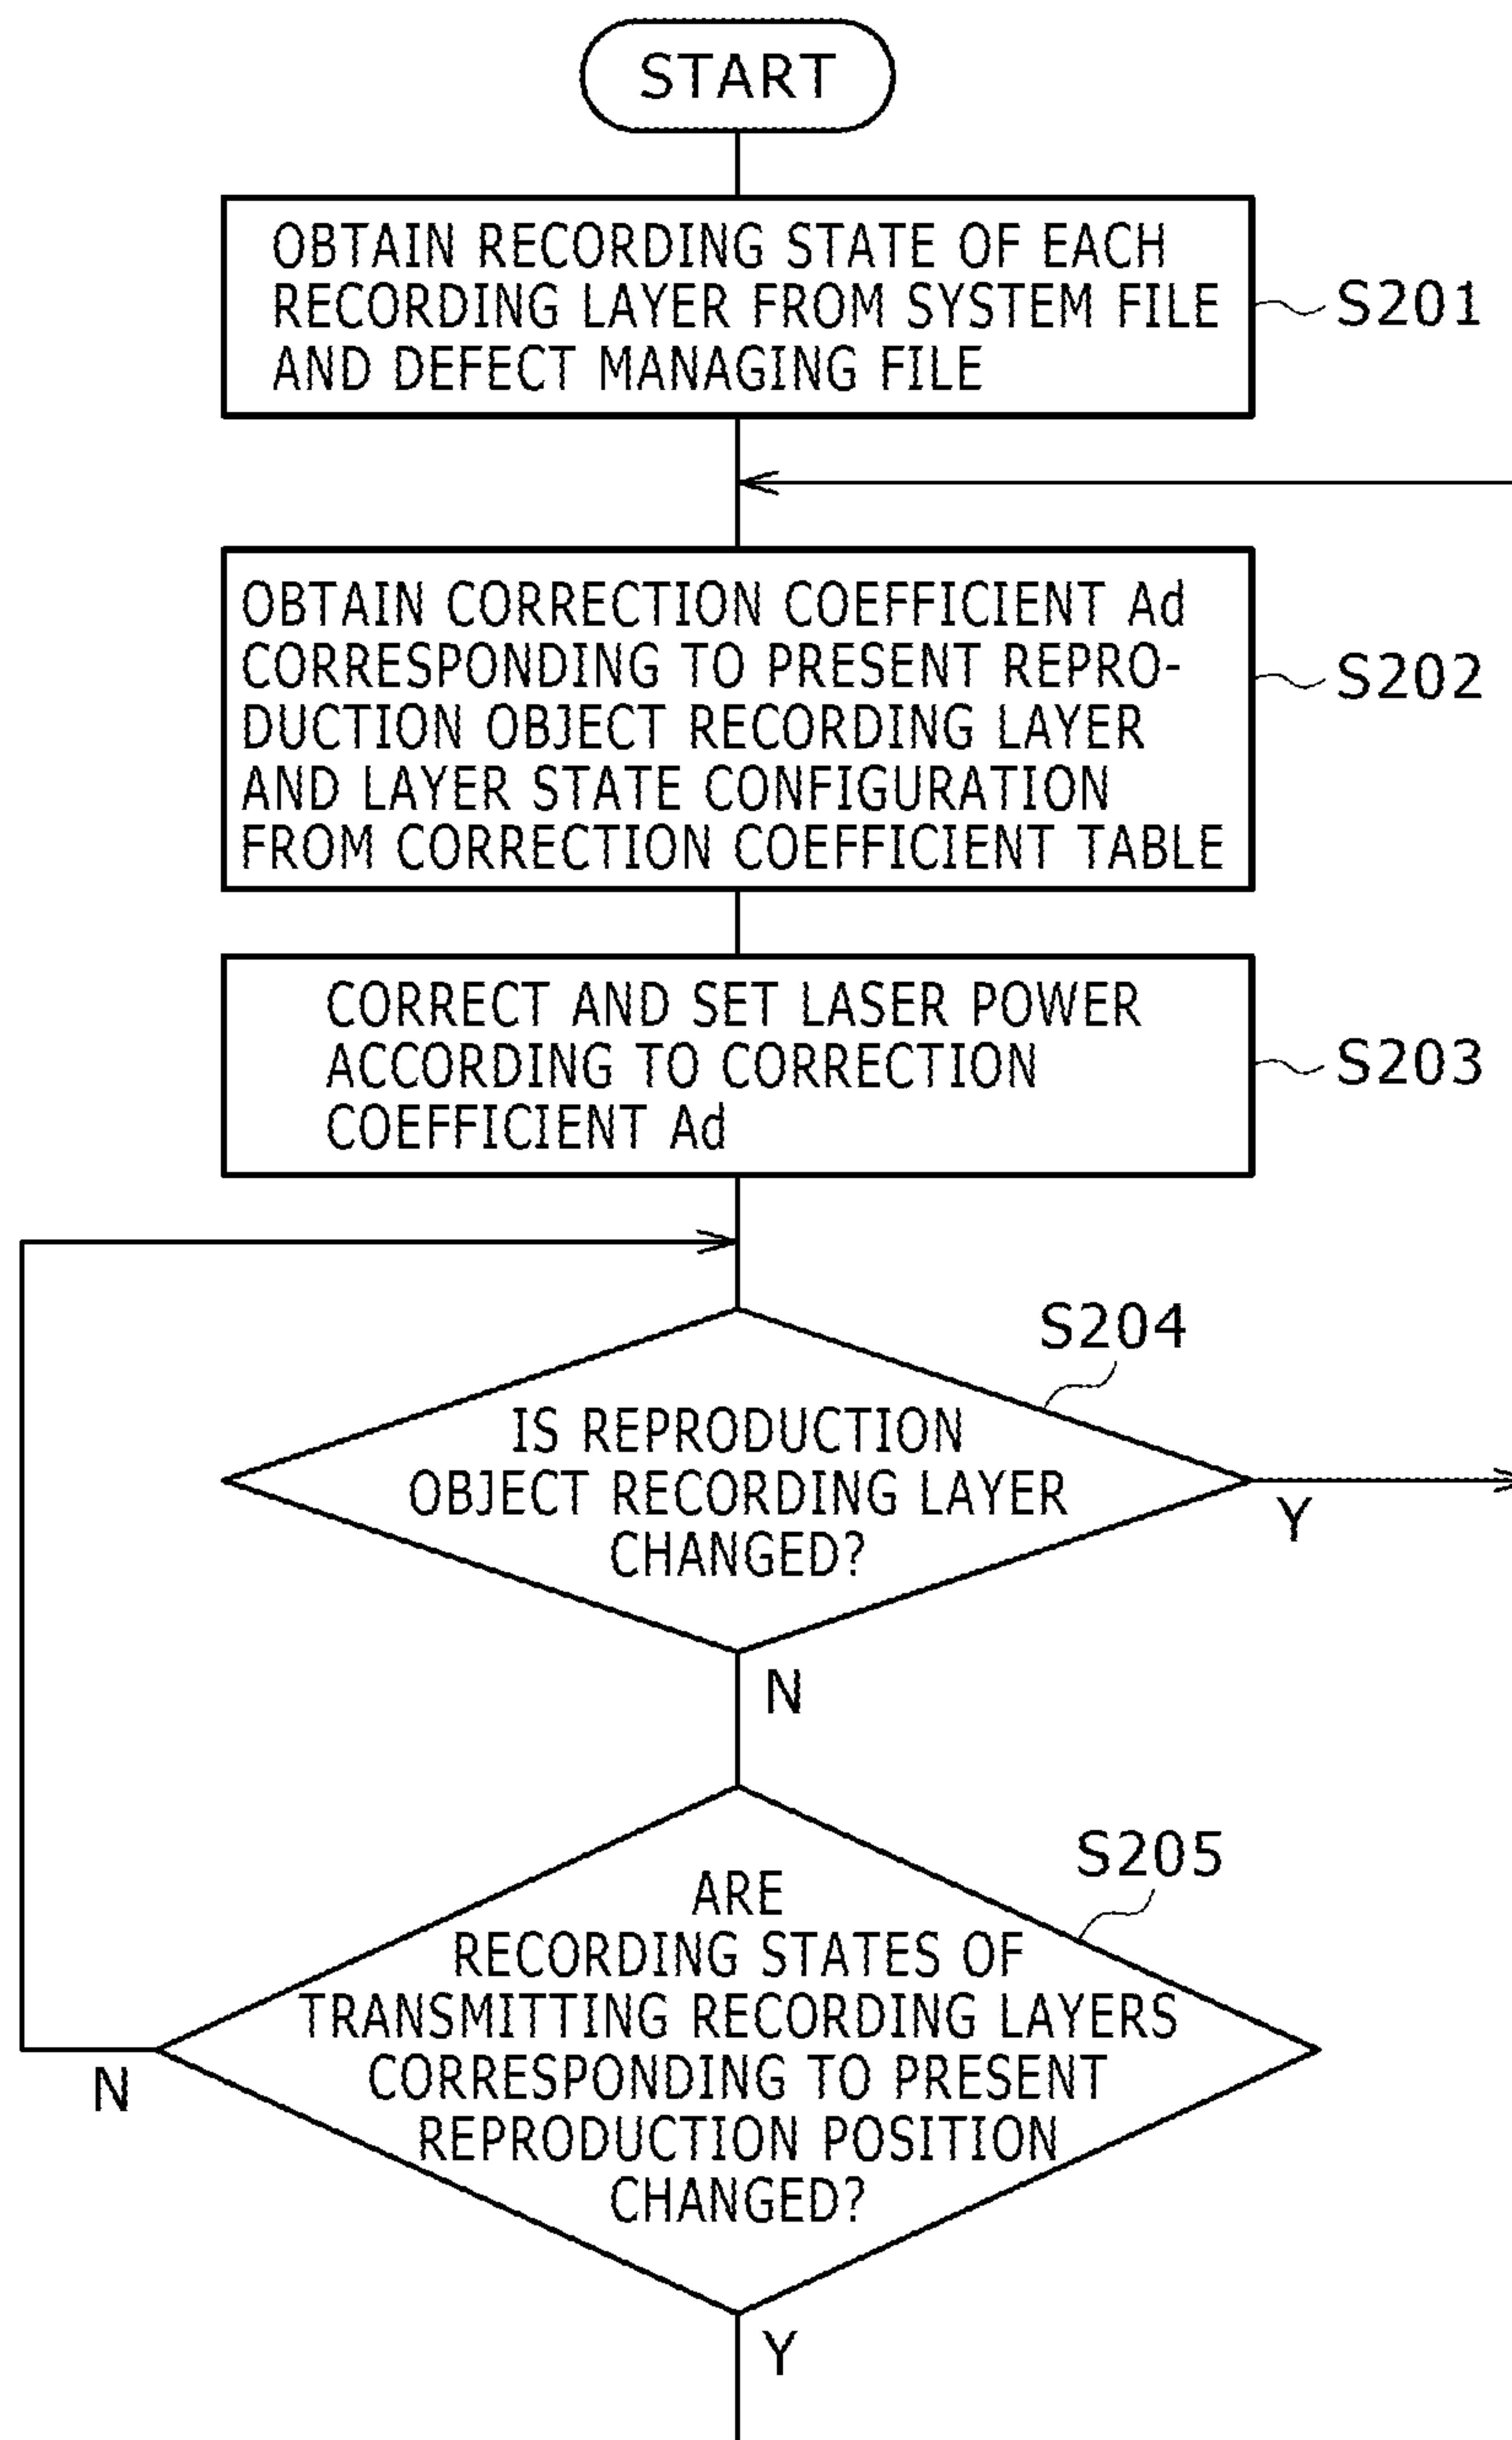 START
OBTAIN RECORDING STATE OF EACH
RECORDING LAYER FROM SYSTEM FILE
AND DEFECT MANAGING FILE
S201
OBTAIN CORRECTION COEFFICIENT Ad
CORRESPONDING TO PRESENT REPRO-
DUCTION OBJECT RECORDING LAYER
AND LAYER STATE CONFIGURATION
FROM CORRECTION COEFFICIENT TABLE
S202
CORRECT AND SET LASER POWER
ACCORDING TO CORRECTION
COEFFICIENT Ad
S203
S204
IS REPRODUCTION
OBJECT RECORDING LAYER
CHANGED?
Y
N
S205
ARE
RECORDING STATES OF
TRANSMITTING RECORDING LAYERS
CORRESPONDING TO PRESENT
REPRODUCTION POSITION
CHANGED?
N
Y